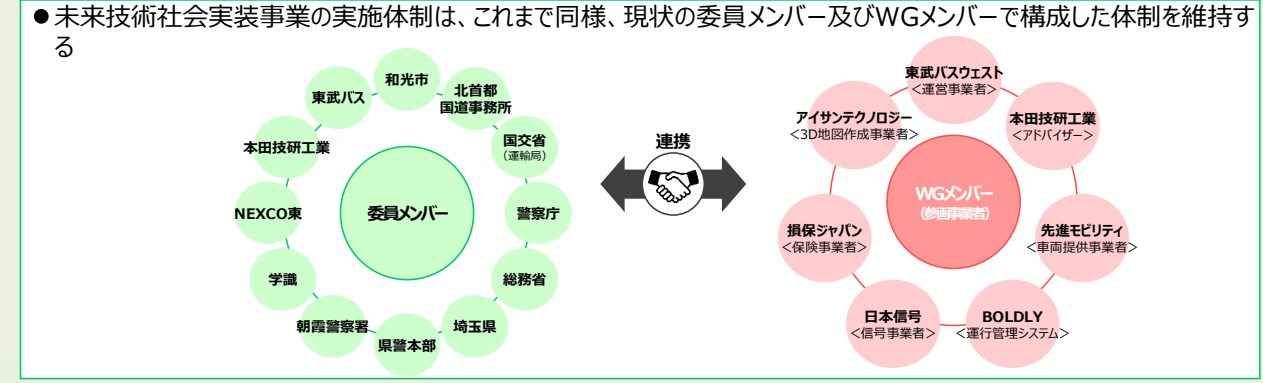 ●未来技術社会実装事業の実施体制は、これまで同様、現状の委員メンバー及びWGメンバーで構成した体制を維持す
る
和光市
北首都
国道事務所
国交省
（運輸局）
警察庁
総務省
埼玉県
県警本部
朝霞警察署
学識
NEXCO東
本田技研工業
東武バス
委員メンバー
連携
東武バスウェスト
＜運営事業者＞
本田技研工業
＜アドバイザー＞
先進モビリティ
＜車両提供事業者＞
BOLDLY
＜運行管理システム＞
日本信号
＜信号事業者＞
損保ジャパン
＜保険事業者＞
アイサンテクノロジー
＜3D地図作成事業者＞
WGメンバー
（参画事業者）